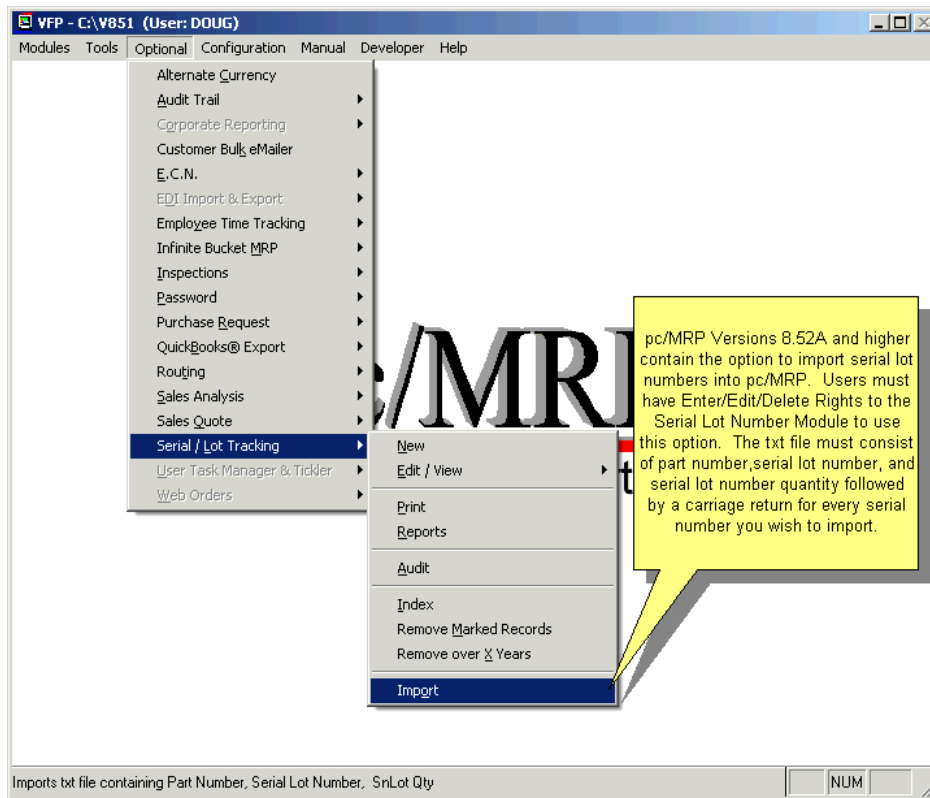 VFP - C:\V851 (User: DOUG)
Modules Tools Optional Configuration Manual Developer Help
Alternate Currency
Audit Trail
Corporate Reporting
Customer Bulk eMailer
E.C.N.
EDI Import & Export
Employee Time Tracking
Infinite Bucket MRP
Inspections
Password
Purchase Request
QuickBooks® Export
Routing
Sales Analysis
Sales Quote
Serial / Lot Tracking
User Task Manager & Tickler
Web Orders
/MRP
New
Edit / View
Print
Reports
Audit
Index
Remove Marked Records
Remove over X Years
Import
pc/MRP Versions 8.52A and higher
contain the option to import serial lot
numbers into pc/MRP. Users must
have Enter/Edit/Delete Rights to the
Serial Lot Number Module to use
this option. The txt file must consist
of part number,serial lot number, and
serial lot number quantity followed
by a carriage return for every serial
number you wish to import.
Imports txt file containing Part Number, Serial Lot Number, SnLot Qty
NUM